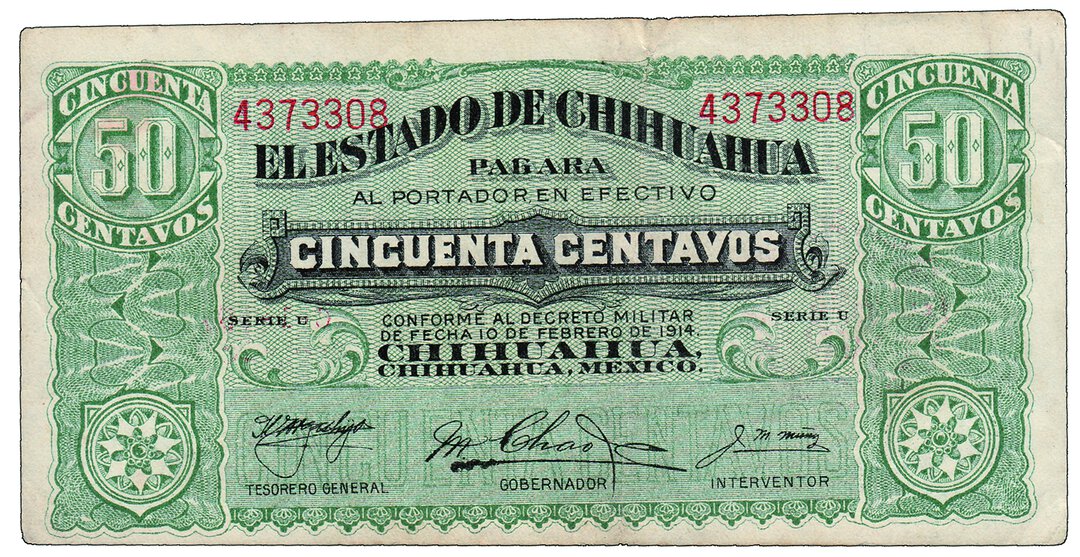 CINCUENTA
50
CENTAVOS
4373308
4373308
CINCUENTA
50
CENTAVOS
EL ESTADO DE CHIHUAHUA
PAGARA
AL PORTADOR EN EFECTIVO
CINCUENTA CENTAVOS
SERIE U
SERIE U
CONFORME AL DECRETO MILITAR
DE FECHA 10 DE FEBRERO DE 1914.
CHIHUAHUA,
CHIHUAHUA, MEXICO.
M Chao
J. M. Muñoz
TESORERO GENERAL
GOBERNADOR
INTERVENTOR